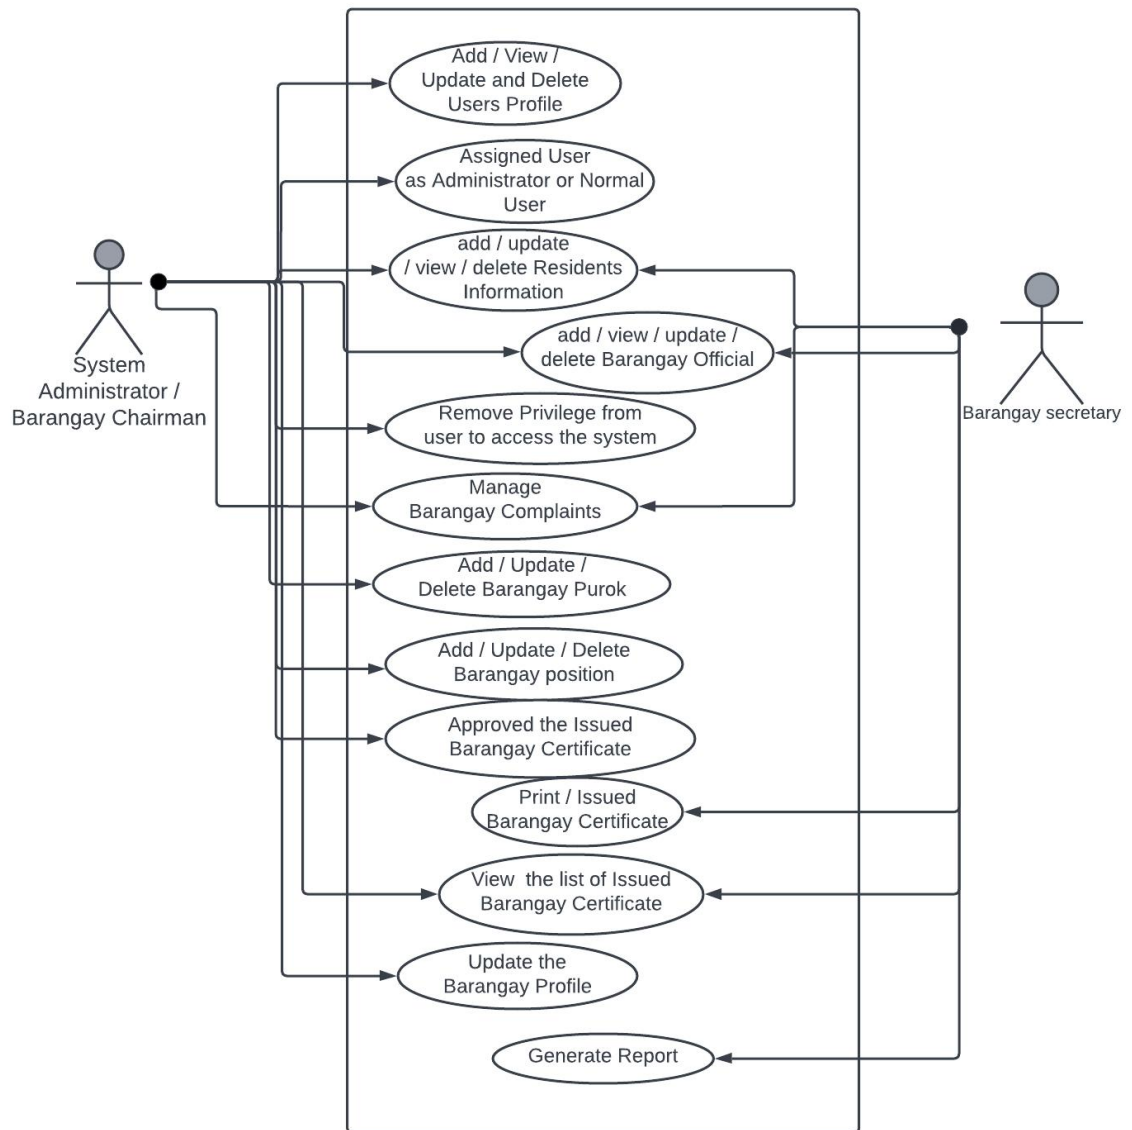 Add / View /
Update and Delete
Users Profile
Assigned User
as Administrator or Normal
User
add / update
/ view / delete Residents
Information
add / view / update /
delete Barangay Official
System
Administrator /
Barangay Chairman
Barangay secretary
Remove Privilege from
user to access the system
Manage
Barangay Complaints
Add / Update /
Delete Barangay Purok
Add / Update / Delete
Barangay position
Approved the Issued
Barangay Certificate
Print / Issued
Barangay Certificate
View  the list of Issued
Barangay Certificate
Update the
Barangay Profile
Generate Report